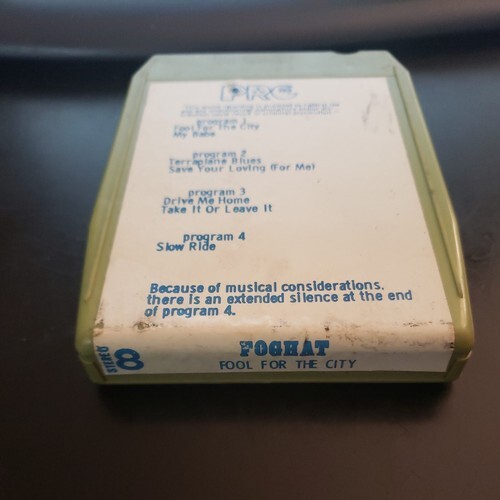 PRC
program 1
Fool For the City
My Babe
program 2
Terraplane Blues
Save Your Loving (For Me)
program 3
Drive Me Home
Take It Or Leave It
program 4
Slow Ride
Because of musical considerations,
there is an extended silence at the end
of program 4.
STEREO 8
FOGHAT
FOOL FOR THE CITY